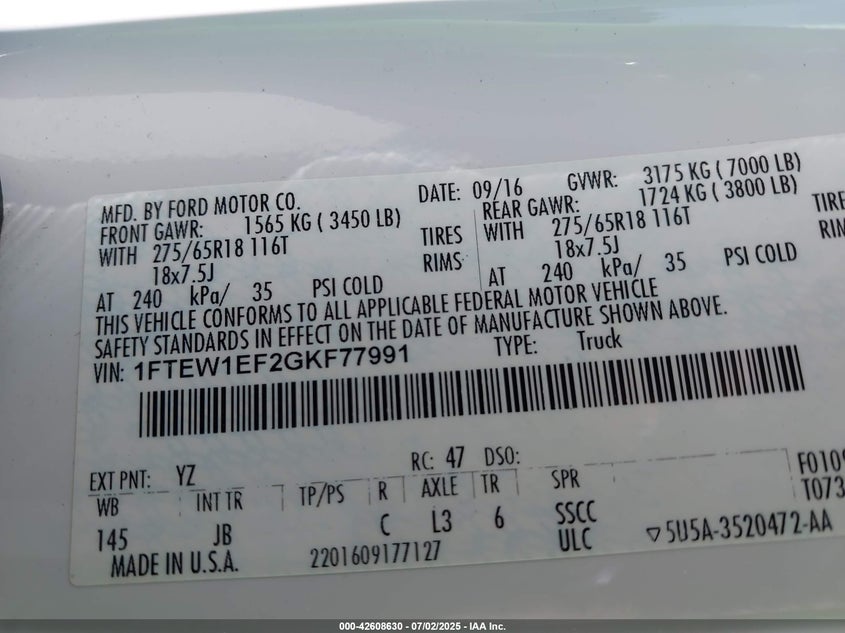 MFD. BY FORD MOTOR CO. DATE: 09/16 GVWR: 3175 KG ( 7000 LB)
FRONT GAWR: 1565 KG ( 3450 LB) REAR GAWR: 1724 KG ( 3800 LB)
WITH 275/65R18 116T TIRES WITH 275/65R18 116T TIRE
18x7.5J RIMS 18x7.5J RIM
AT 240 kPa/ 35 PSI COLD AT 240 kPa/ 35 PSI COLD
THIS VEHICLE CONFORMS TO ALL APPLICABLE FEDERAL MOTOR VEHICLE
SAFETY STANDARDS IN EFFECT ON THE DATE OF MANUFACTURE SHOWN ABOVE.
VIN: 1FTEW1EF2GKF77991 TYPE: Truck
EXT PNT: YZ RC: 47 DSO: F0109
WB INT TR TP/PS R AXLE TR SPR T073
145 JB C L3 6 SSCC
ULC ▽5U5A-3520472-AA
MADE IN U.S.A. 2201609177127
000-42608630 - 07/02/2025 - IAA Inc.